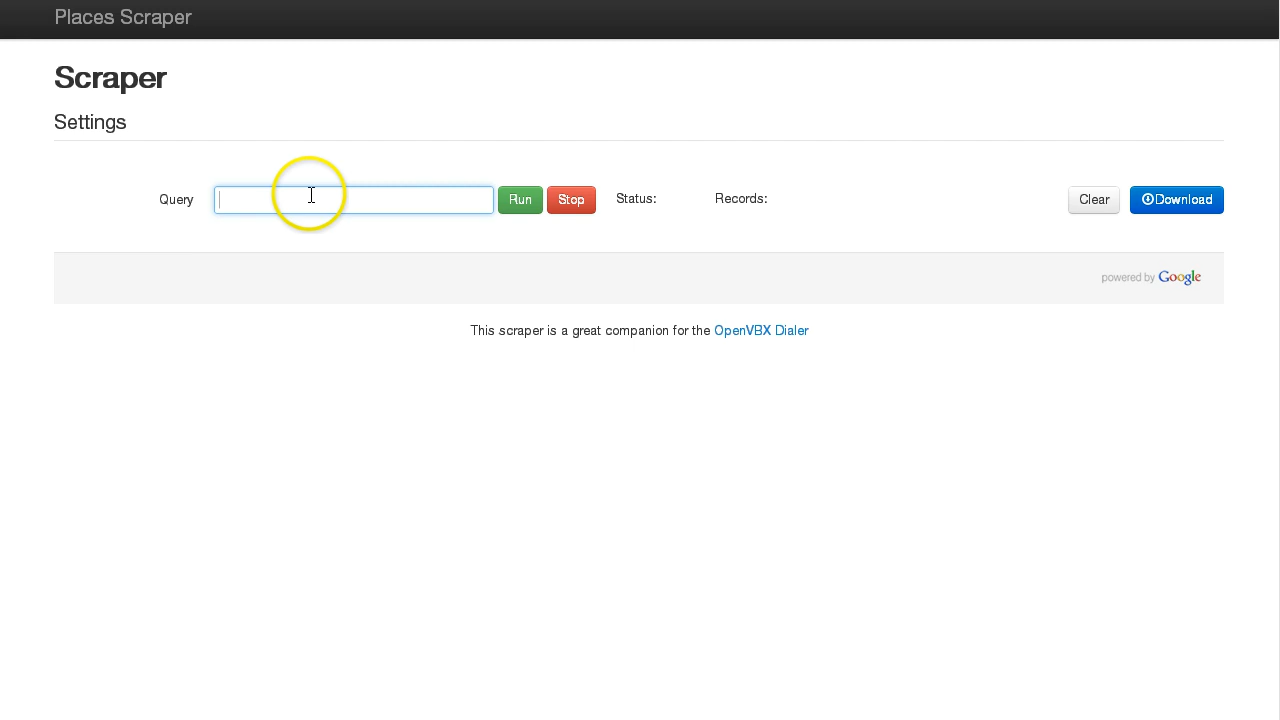 Places Scraper
Scraper
Settings
Query Run Stop Status: Records: Clear Download
powered by Google
This scraper is a great companion for the OpenVBX Dialer